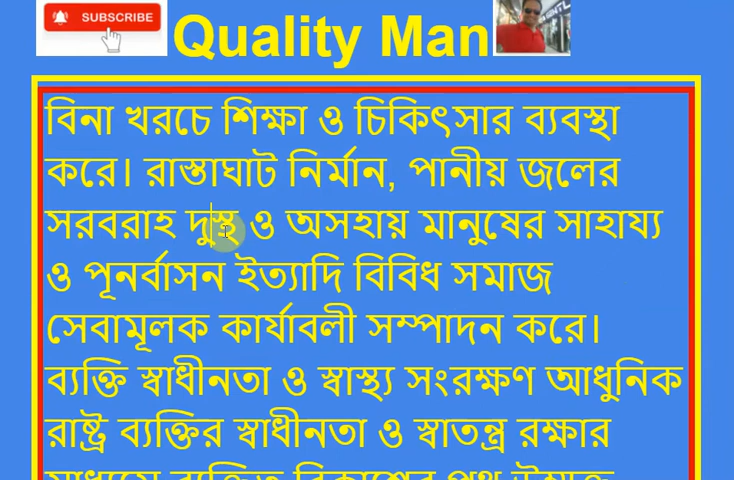 SUBSCRIBE
Quality Man
বিনা খরচে শিক্ষা ও চিকিৎসার ব্যবস্থা
করে। রাস্তাঘাট নির্মান, পানীয় জলের
সরবরাহ দুস্থ ও অসহায় মানুষের সাহায্য
ও পূনর্বাসন ইত্যাদি বিবিধ সমাজ
সেবামূলক কার্যাবলী সম্পাদন করে।
ব্যক্তি স্বাধীনতা ও স্বাস্থ্য সংরক্ষণ আধুনিক
রাষ্ট্র ব্যক্তির স্বাধীনতা ও স্বাতন্ত্র রক্ষার